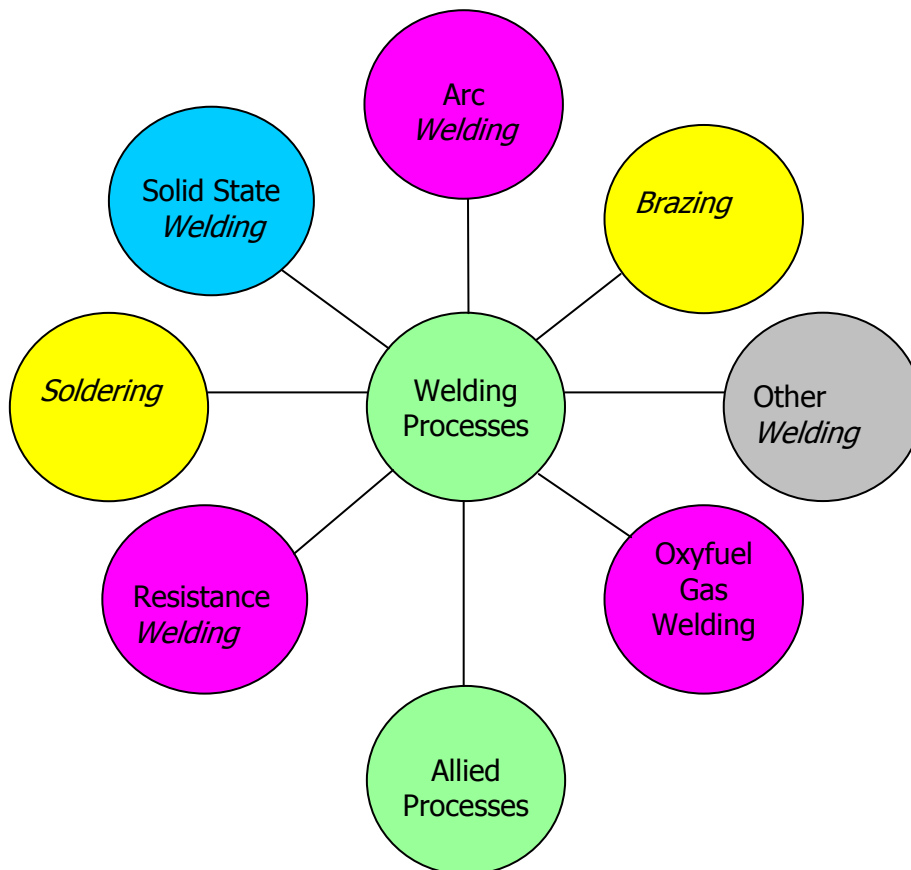 Arc
Welding
Solid State
Welding
Brazing
Soldering
Welding
Processes
Other
Welding
Resistance
Welding
Oxyfuel
Gas
Welding
Allied
Processes